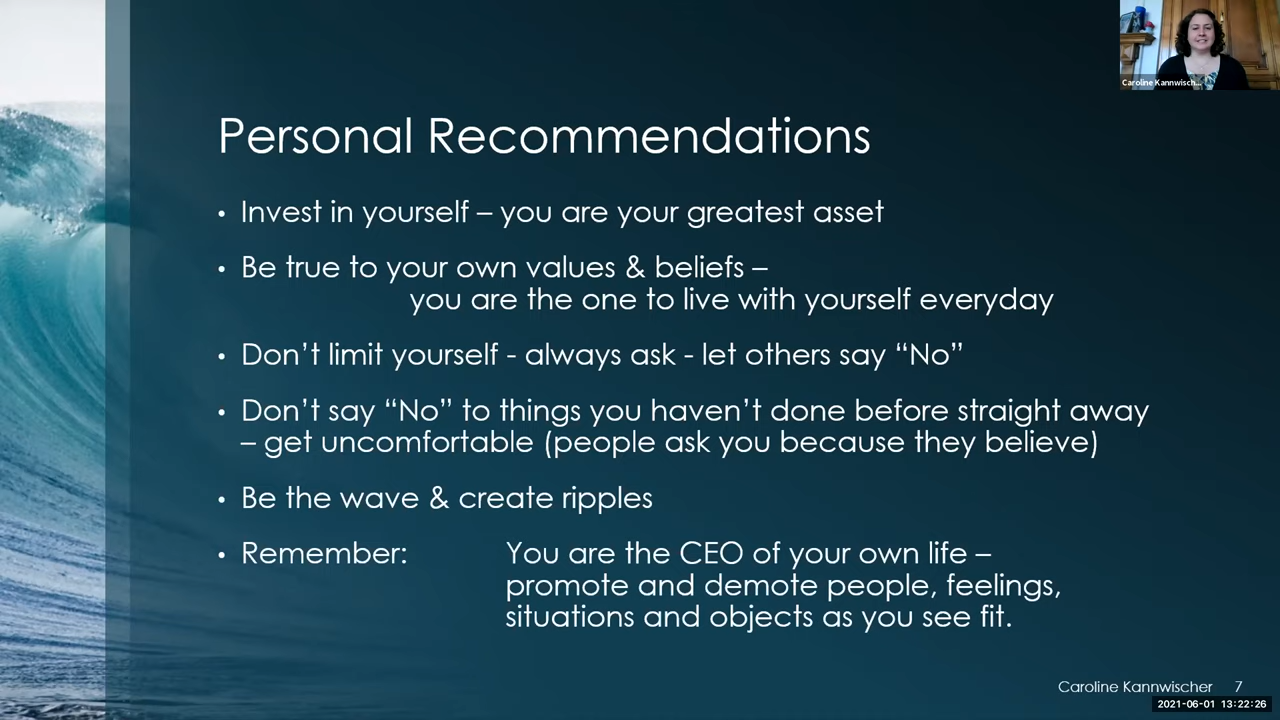 Caroline Kannwisch...
Personal Recommendations
• Invest in yourself – you are your greatest asset
• Be true to your own values & beliefs –
you are the one to live with yourself everyday
• Don’t limit yourself - always ask - let others say “No”
• Don’t say “No” to things you haven’t done before straight away
– get uncomfortable (people ask you because they believe)
• Be the wave & create ripples
• Remember: You are the CEO of your own life –
promote and demote people, feelings,
situations and objects as you see fit.
Caroline Kannwischer 7
2021-06-01 13:22:26